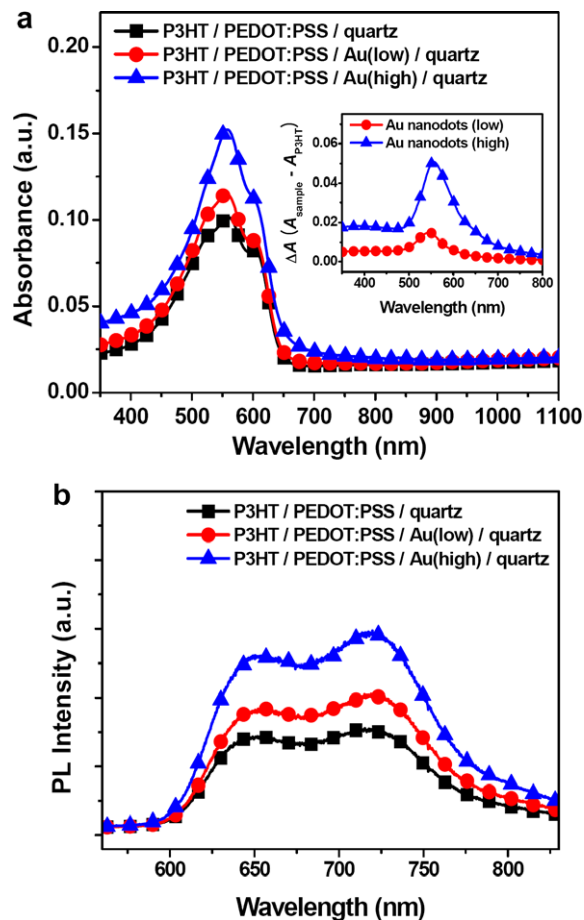 a
P3HT / PEDOT:PSS / quartz
P3HT / PEDOT:PSS / Au(low) / quartz
P3HT / PEDOT:PSS / Au(high) / quartz
0.20
0.15
0.10
0.05
0.00
Absorbance (a.u.)
400 500 600 700 800 900 1000 1100
Wavelength (nm)
Au nanodots (low)
Au nanodots (high)
0.06
0.04
0.02
0.00
ΔA (Asample - AP3HT)
400 500 600 700 800
Wavelength (nm)
b
P3HT / PEDOT:PSS / quartz
P3HT / PEDOT:PSS / Au(low) / quartz
P3HT / PEDOT:PSS / Au(high) / quartz
PL Intensity (a.u.)
600 650 700 750 800
Wavelength (nm)